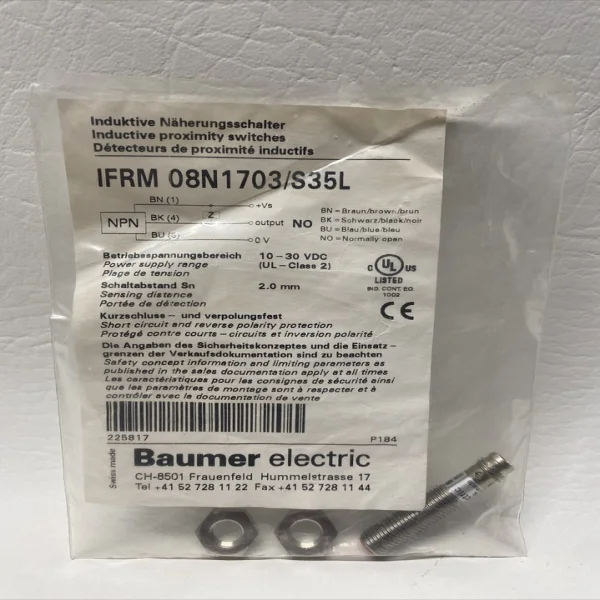 Induktive Näherungsschalter
Inductive proximity switches
Détecteurs de proximité inductifs
IFRM 08N1703/S35L
BN (1) +Vs
NPN BK (4) Z output NO
BU (3) 0 V
BN = Braun/brown/brun
BK = Schwarz/black/noir
BU = Blau/blue/bleu
NO = Normally open
Betriebsspannungsbereich 10 – 30 VDC
Power supply range (UL – Class 2)
Plage de tension
Schaltabstand Sn 2.0 mm
Sensing distance
Portée de détection
C UL US
LISTED
IND. CONT. EQ.
1002
CE
Kurzschluss – und verpolungsfest
Short circuit and reverse polarity protection
Protégé contre courts – circuits et inversion polarité
Die Angaben des Sicherheitskonzeptes und die Einsatz –
grenzen der Verkaufsdokumentation sind zu beachten
Safety concept information and limiting parameters as
published in the sales documentation apply at all times
Les caractéristiques pour les consignes de sécurité ainsi
que les paramètres de montage sont à respecter et à
contrôler avec la documentation de vente
225817 P184
Swiss made
Baumer electric
CH-8501 Frauenfeld Hummelstrasse 17
Tel +41 52 728 11 22 Fax +41 52 728 11 44